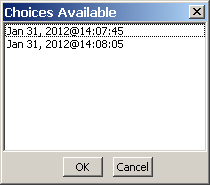 Choices Available
Jan 31, 2012@14:07:45
Jan 31, 2012@14:08:05
OK
Cancel